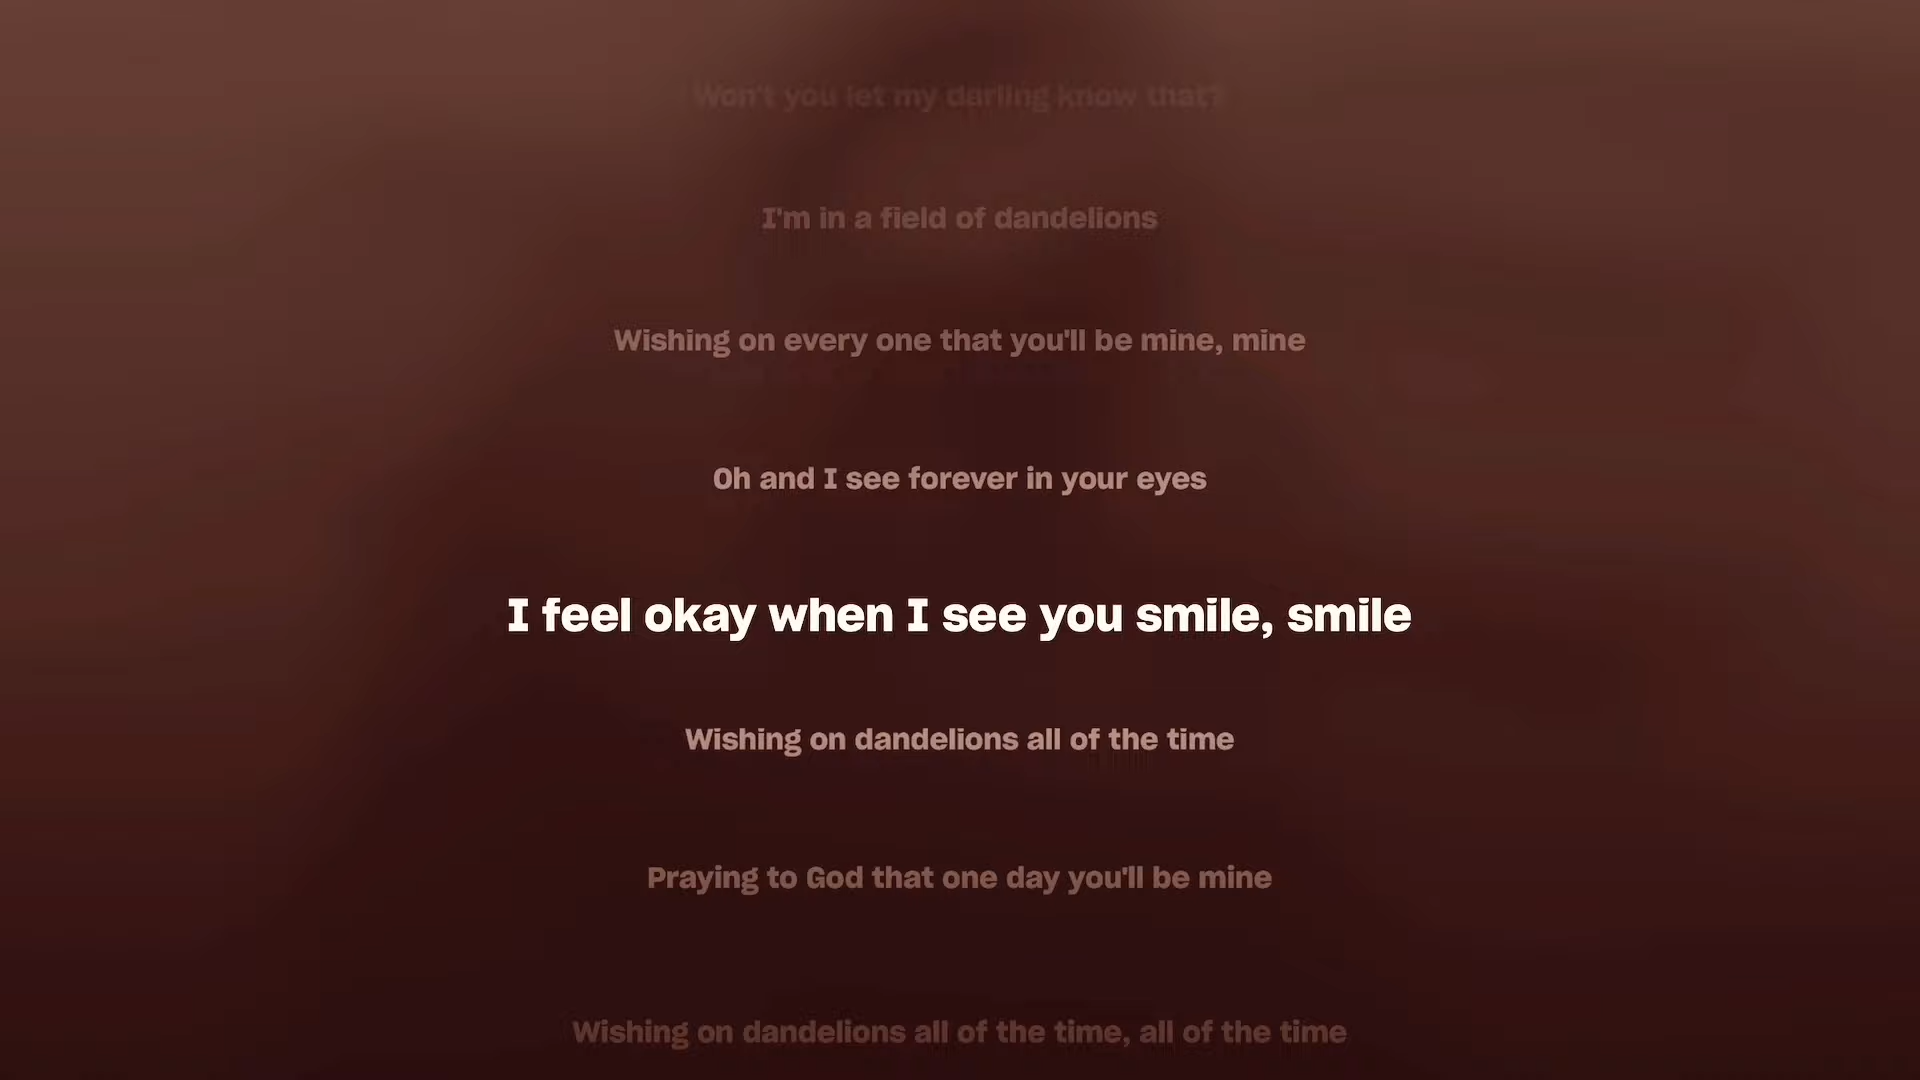 Won't you let my darling know that?
I'm in a field of dandelions
Wishing on every one that you'll be mine, mine
Oh and I see forever in your eyes
I feel okay when I see you smile, smile
Wishing on dandelions all of the time
Praying to God that one day you'll be mine
Wishing on dandelions all of the time, all of the time